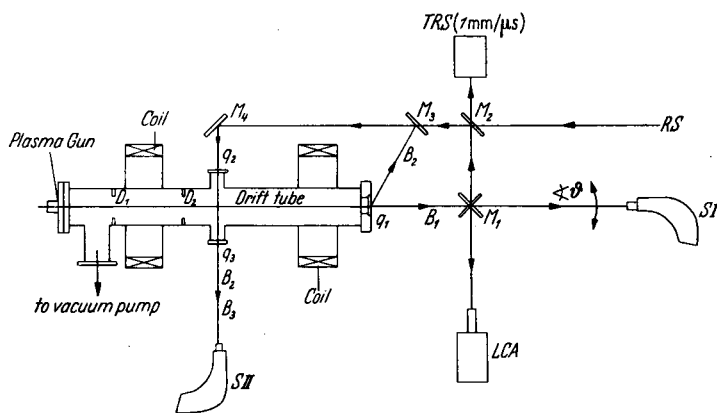 TRS (1mm/μs)
Coil
M4
M3
M2
RS
Plasma Gun
q2
B2
D1
D2
Drift tube
∢ϑ
SI
q1
B1
M1
q3
B2
Coil
to vacuum pump
B3
LCA
SII